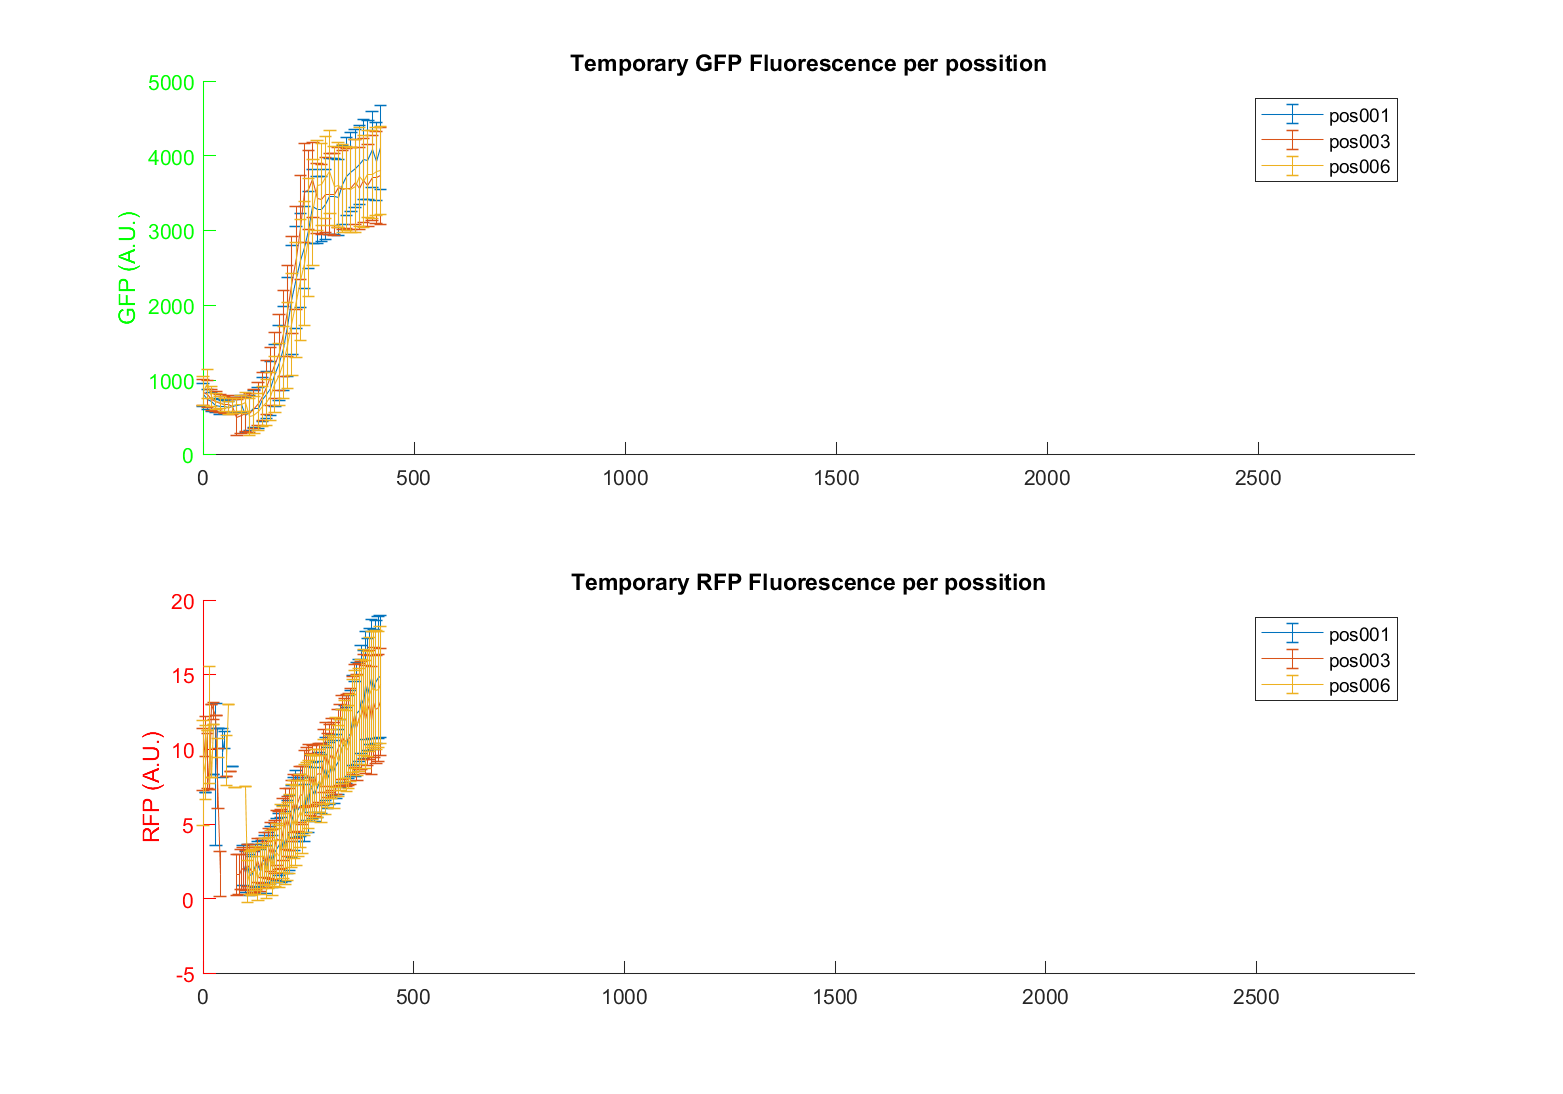 Temporary GFP Fluorescence per possition
5000
4000
3000
2000
1000
0
GFP (A.U.)
0 500 1000 1500 2000 2500
pos001
pos003
pos006
Temporary RFP Fluorescence per possition
20
15
10
5
0
-5
RFP (A.U.)
0 500 1000 1500 2000 2500
pos001
pos003
pos006